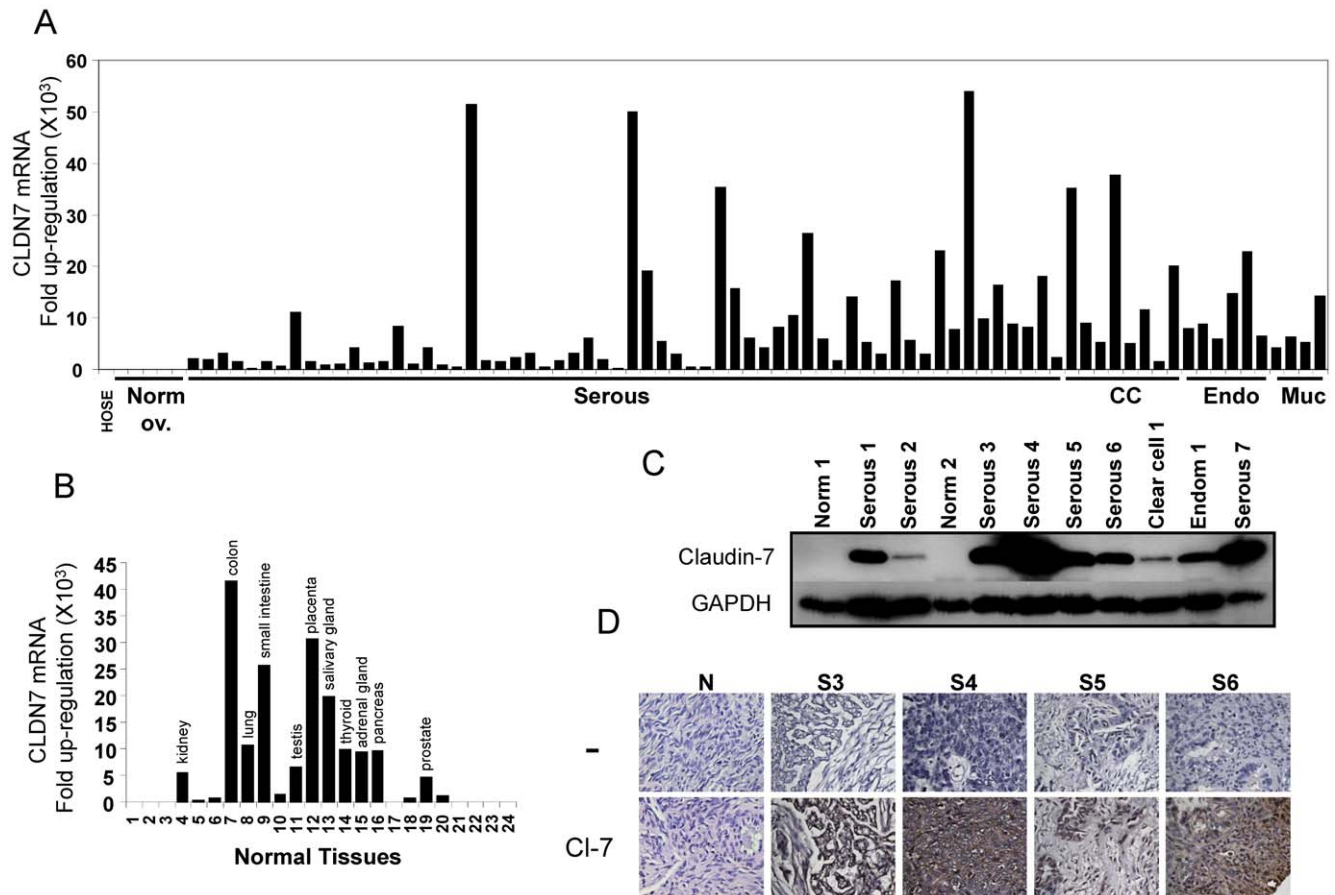 A
CLDN7 mRNA
Fold up-regulation (X10³)
60
50
40
30
20
10
0
HOSE
Norm
ov.
Serous
CC
Endo
Muc
B
CLDN7 mRNA
Fold up-regulation (X10³)
45
40
35
30
25
20
15
10
5
0
kidney
colon
lung
small intestine
testis
placenta
salivary gland
thyroid
adrenal gland
pancreas
prostate
1 2 3 4 5 6 7 8 9 10 11 12 13 14 15 16 17 18 19 20 21 22 23 24
Normal Tissues
C
Norm 1
Serous 1
Serous 2
Norm 2
Serous 3
Serous 4
Serous 5
Serous 6
Clear cell 1
Endom 1
Serous 7
Claudin-7
GAPDH
D
N S3 S4 S5 S6
-
Cl-7